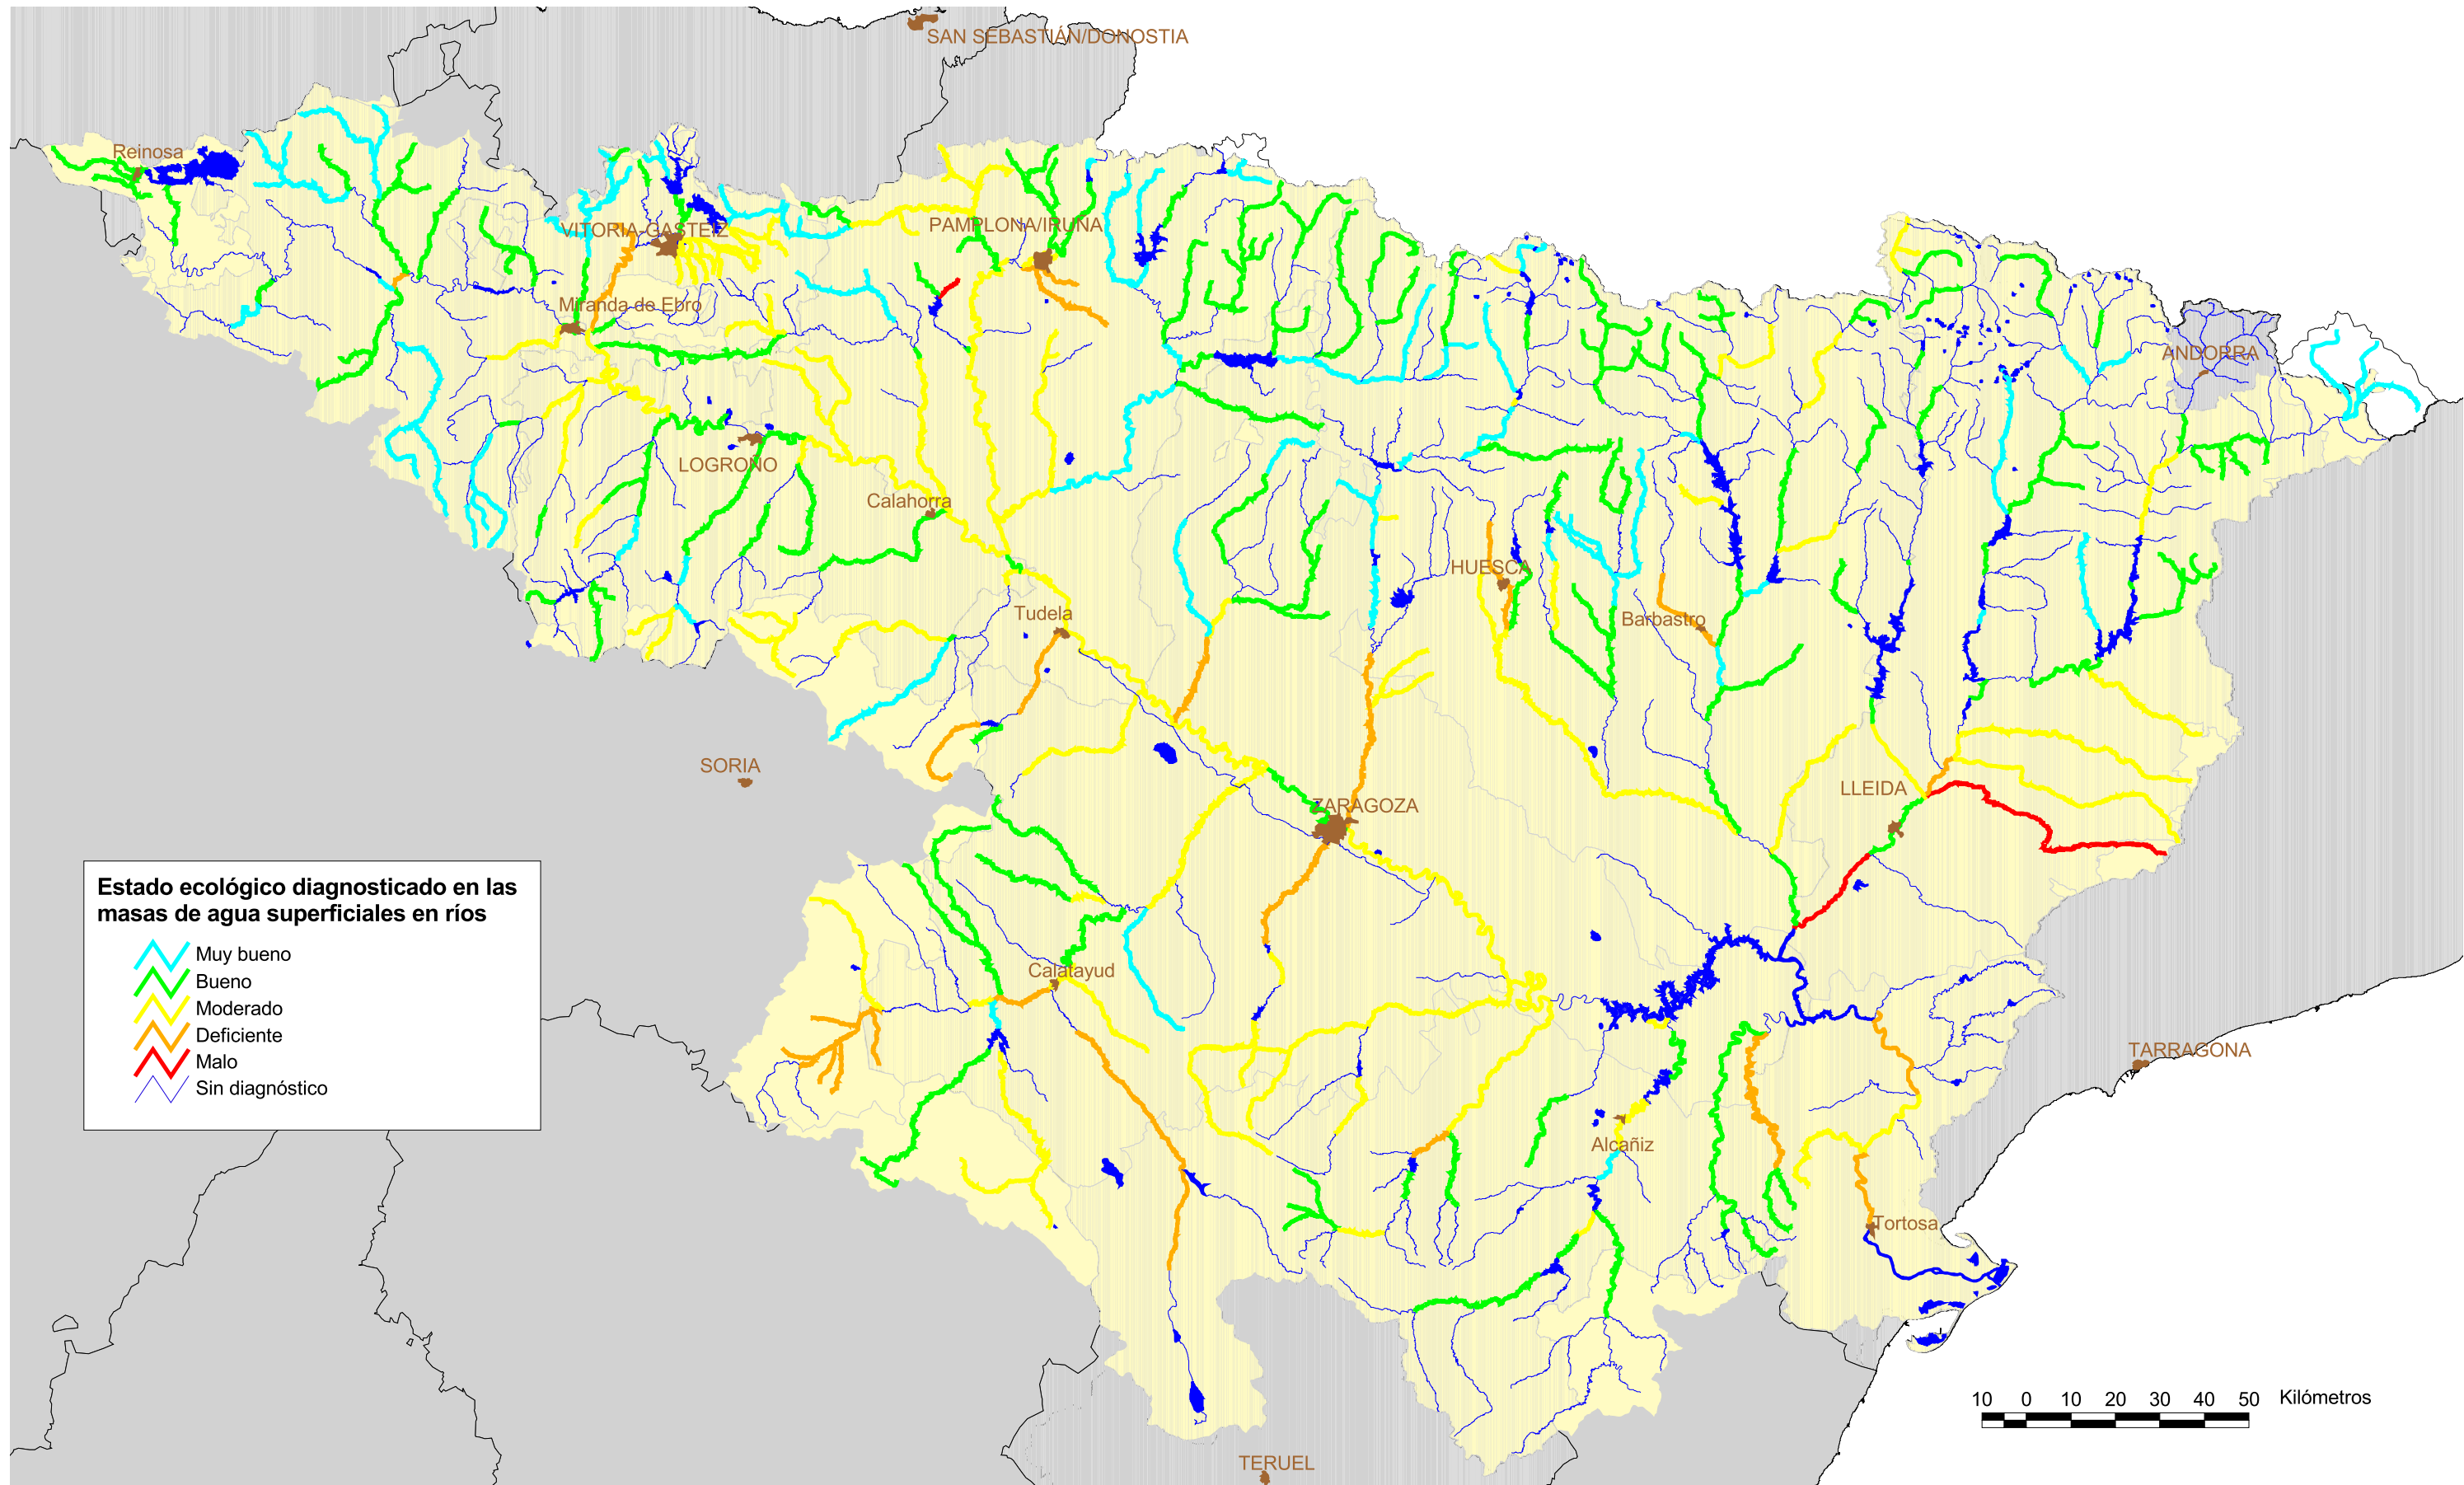 SAN SEBASTIÁN/DONOSTIA
Reinosa
VITORIA-GASTEIZ
PAMPLONA/IRUÑA
Miranda de Ebro
ANDORRA
LOGROÑO
Calahorra
HUESCA
Tudela
Barbastro
SORIA
ZARAGOZA
LLEIDA
Estado ecológico diagnosticado en las
masas de agua superficiales en ríos
Muy bueno
Bueno
Moderado
Deficiente
Malo
Sin diagnóstico
Calatayud
TARRAGONA
Alcañiz
Tortosa
10 0 10 20 30 40 50 Kilómetros
TERUEL